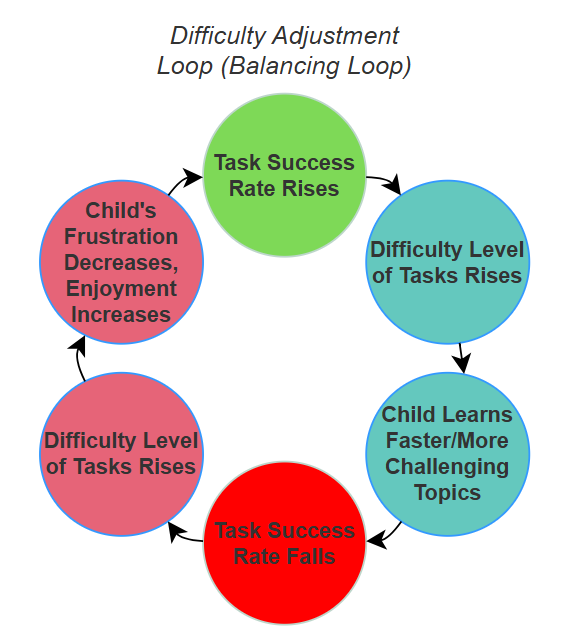 Difficulty Adjustment
Loop (Balancing Loop)
Task Success
Rate Rises
Difficulty Level
of Tasks Rises
Child Learns
Faster/More
Challenging
Topics
Task Success
Rate Falls
Difficulty Level
of Tasks Rises
Child's
Frustration
Decreases,
Enjoyment
Increases